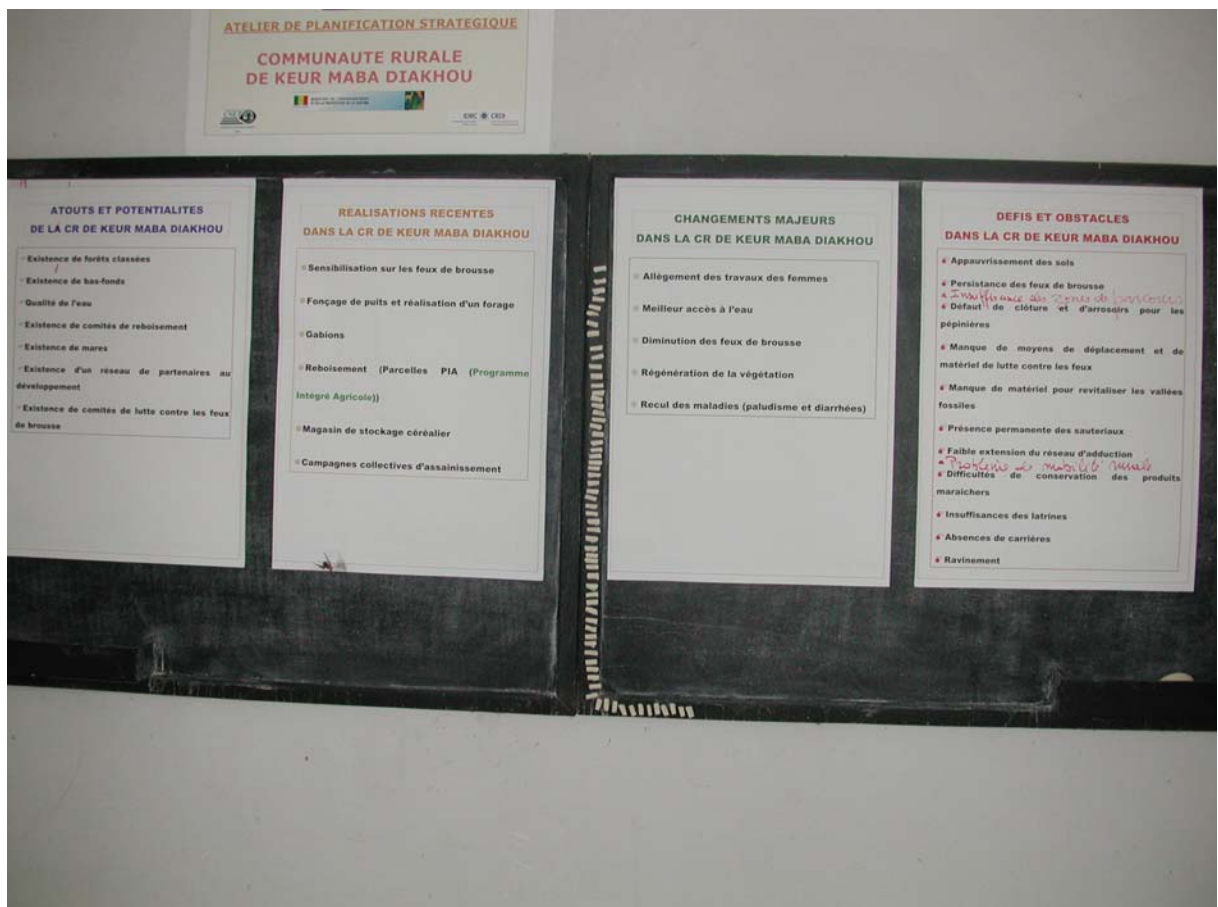 ATELIER DE PLANIFICATION STRATEGIQUE
COMMUNAUTE RURALE
DE KEUR MABA DIAKHOU
ATOUTS ET POTENTIALITES
DE LA CR DE KEUR MABA DIAKHOU
Existence de forêts classées
Existence de bas-fonds
Qualité de l'eau
Existence de comités de reboisement
Existence de mares
Existence d'un réseau de partenaires au
développement
Existence de comités de lutte contre les feux
de brousse
REALISATIONS RECENTES
DANS LA CR DE KEUR MABA DIAKHOU
Sensibilisation sur les feux de brousse
Fonçage de puits et réalisation d'un forage
Gabions
Reboisement (Parcelles PIA (Programme
Intégré Agricole))
Magasin de stockage céréalier
Campagnes collectives d'assainissement
CHANGEMENTS MAJEURS
DANS LA CR DE KEUR MABA DIAKHOU
Allègement des travaux des femmes
Meilleur accès à l'eau
Diminution des feux de brousse
Régénération de la végétation
Recul des maladies (paludisme et diarrhées)
DEFIS ET OBSTACLES
DANS LA CR DE KEUR MABA DIAKHOU
Appauvrissement des sols
Persistance des feux de brousse
Insuffisance des zones de parcours
Défaut de clôture et d'arrosoirs pour les
pépinières
Manque de moyens de déplacement et de
matériel de lutte contre les feux
Manque de matériel pour revitaliser les vallées
fossiles
Présence permanente des sauteriaux
Faible extension du réseau d'adduction
Problème de mobilité rurale
Difficultés de conservation des produits
maraichers
Insuffisances des latrines
Absences de carrières
Ravinement